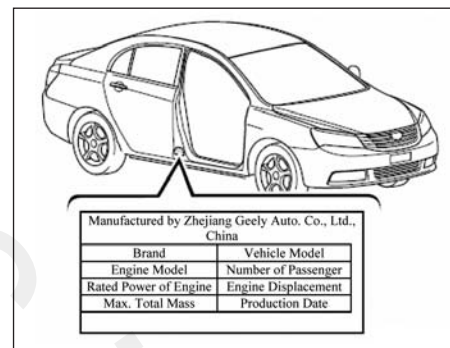 Manufactured by Zhejiang Geely Auto. Co., Ltd.,
China
Brand Vehicle Model
Engine Model Number of Passenger
Rated Power of Engine Engine Displacement
Max. Total Mass Production Date